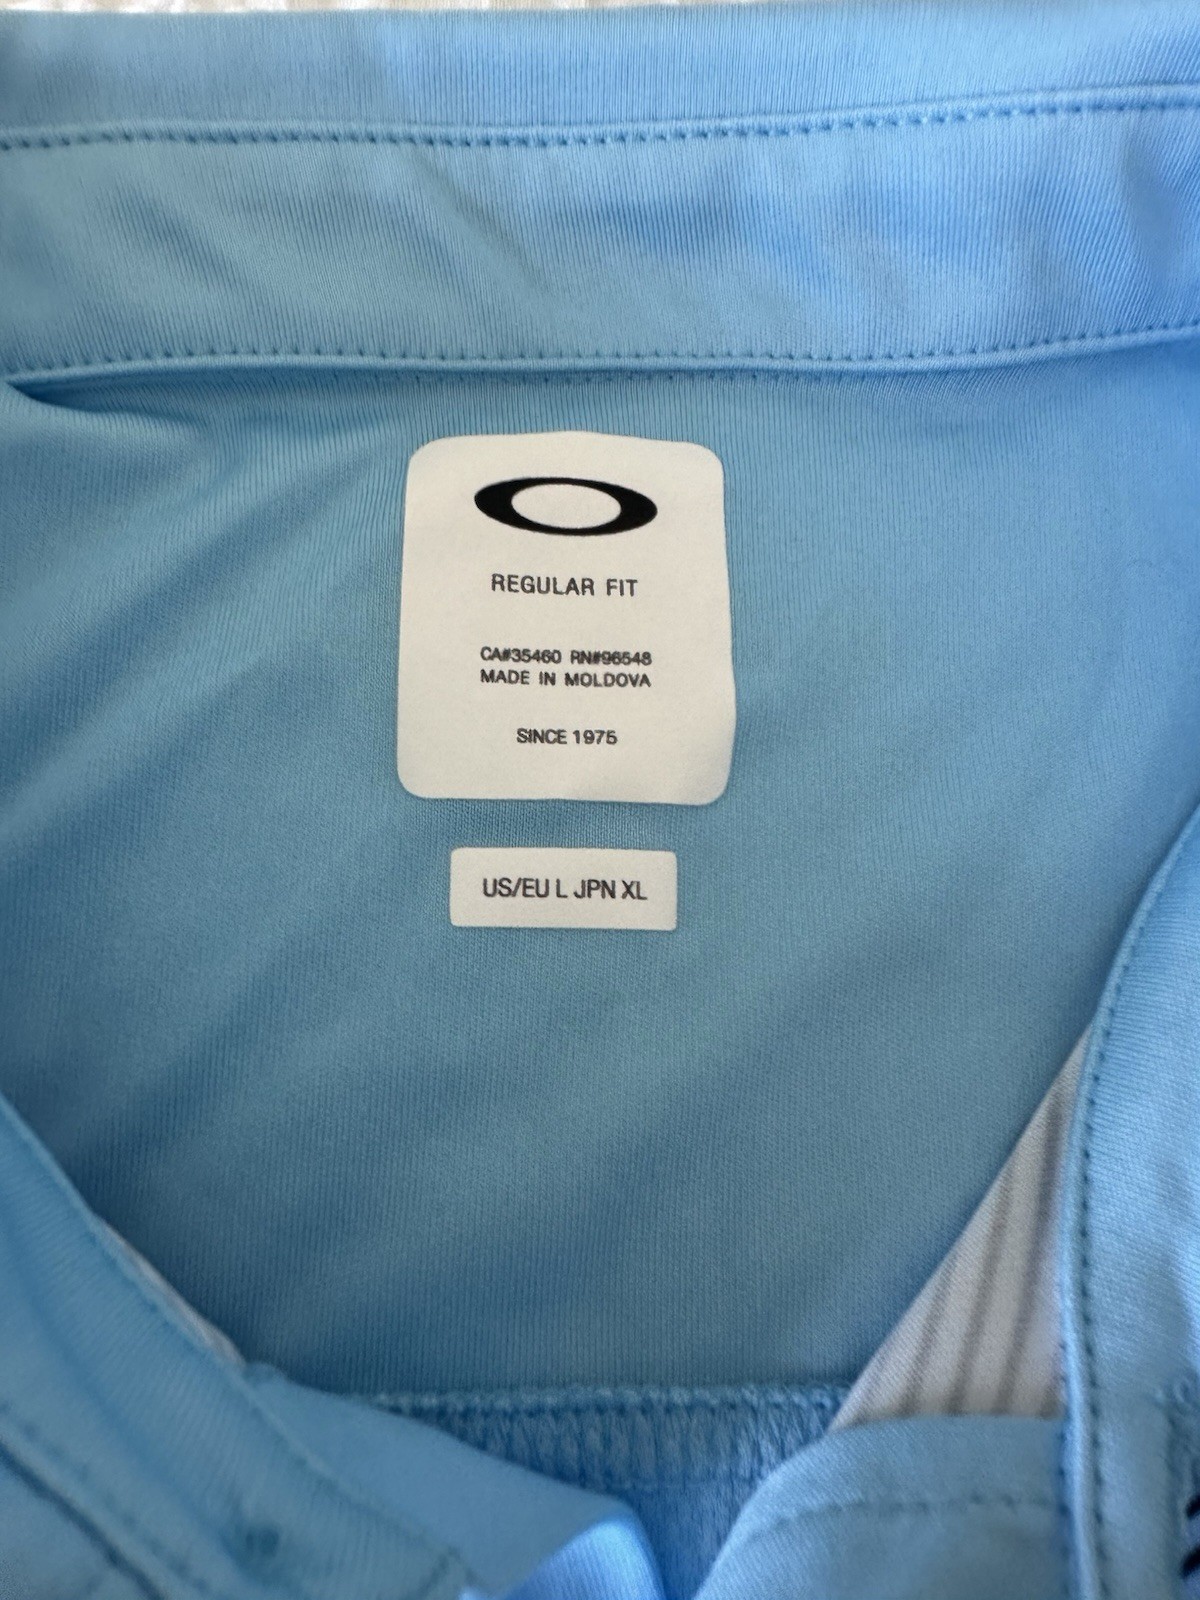 REGULAR FIT
CA#35460 RN#96548
MADE IN MOLDOVA
SINCE 1975
US/EU L JPN XL